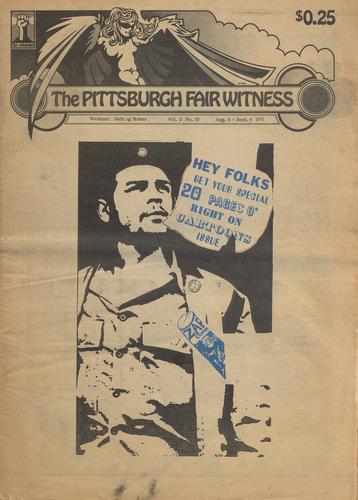 $0.25
The PITTSBURGH FAIR WITNESS
Weather: Getting Hotter Vol. 2 No. 10 Aug. 6 - Sept. 6 1971
HEY FOLKS
GET YOUR SPECIAL
20 PAGES O'
RIGHT ON
CARTOONS
ISSUE